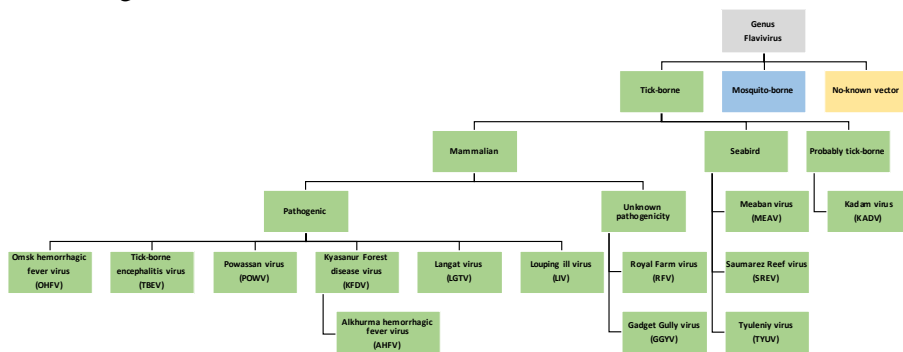 Genus
Flavivirus
Tick-borne
Mosquito-borne
No-known vector
Mammalian
Seabird
Probably tick-borne
Pathogenic
Unknown
pathogenicity
Meaban virus
(MEAV)
Kadam virus
(KADV)
Omsk hemorrhagic
fever virus
(OHFV)
Tick-borne
encephalitis virus
(TBEV)
Powassan virus
(POWV)
Kyasanur Forest
disease virus
(KFDV)
Langat virus
(LGTV)
Louping ill virus
(LIV)
Royal Farm virus
(RFV)
Saumarez Reef virus
(SREV)
Alkhurma hemorrhagic
fever virus
(AHFV)
Gadget Gully virus
(GGYV)
Tyuleniy virus
(TYUV)